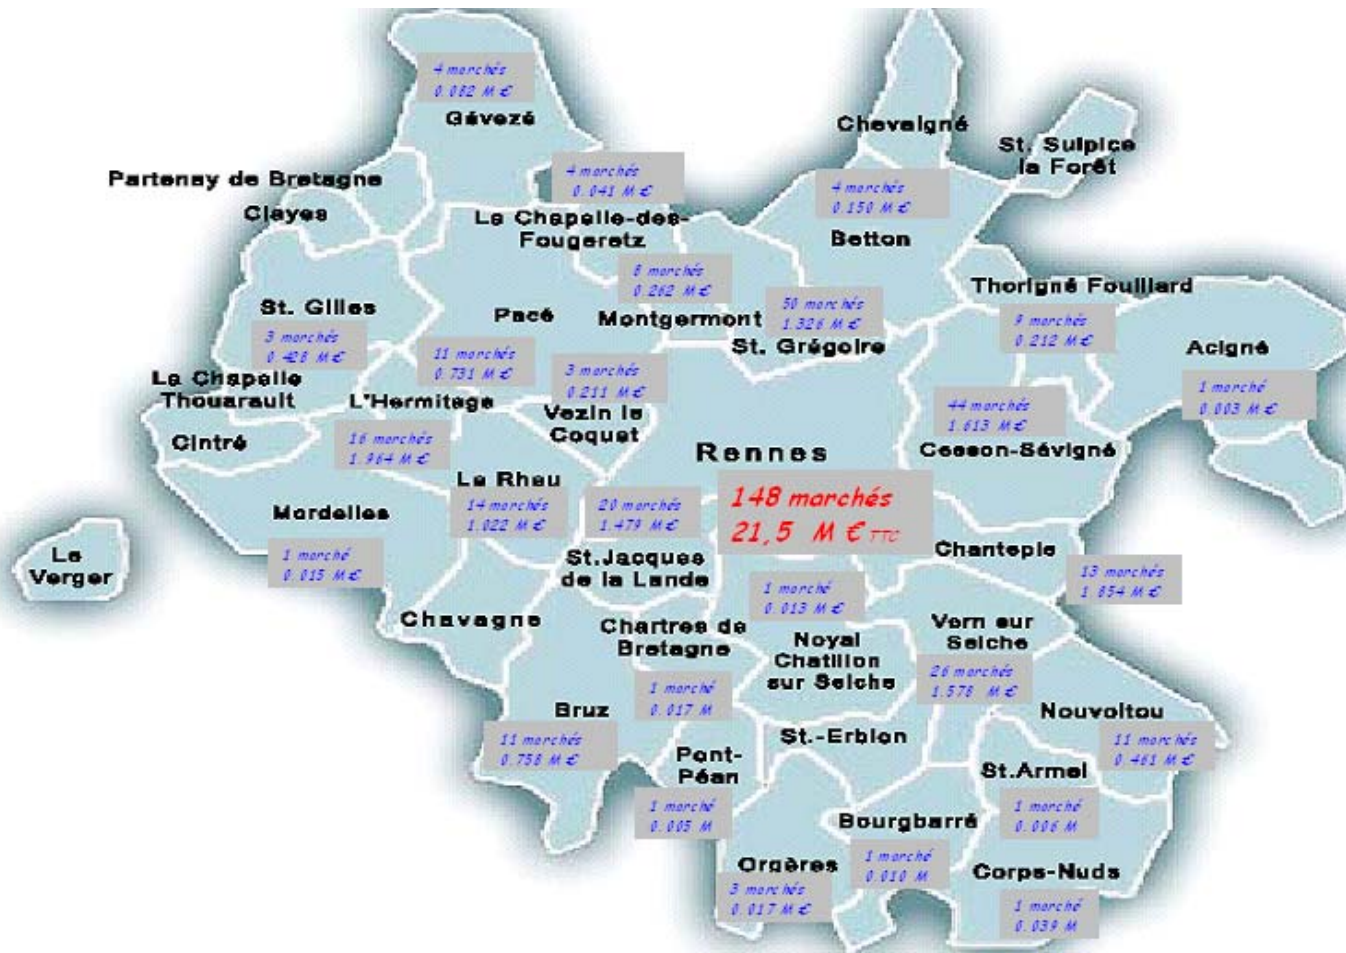 4 marchés
0.082 M €
Gévezé
Chevaigné
St. Sulpice
la Forêt
Partenay de Bretagne
Clayes
4 marchés
0.041 M €
La Chapelle-des-
Fougeretz
4 marchés
0.150 M €
Betton
8 marchés
0.262 M €
Montgermont
Thorigné Fouillard
9 marchés
0.212 M €
St. Gilles
3 marchés
0.428 M €
Pacé
11 marchés
0.731 M €
50 marchés
1.326 M €
St. Grégoire
Acigné
1 marché
0.003 M €
La Chapelle
Thouarault
L'Hermitage
16 marchés
1.964 M €
3 marchés
0.211 M €
Vezin le
Coquet
44 marchés
1.613 M €
Cesson-Sévigné
Cintré
Rennes
148 marchés
21,5 M € TTC
Le Rheu
14 marchés
1.022 M €
20 marchés
1.479 M €
St.Jacques
de la Lande
Mordelles
1 marché
0.015 M €
Le
Verger
Chantepie
13 marchés
1.854 M €
Chavagne
Chartres de
Bretagne
1 marché
0.017 M
1 marché
0.013 M €
Noyal
Chatillon
sur Seiche
Vern sur
Seiche
26 marchés
1.578 M €
Bruz
11 marchés
0.758 M €
Nouvoitou
11 marchés
0.461 M €
St.-Erblon
Pont-
Péan
1 marché
0.005 M
St.Armel
1 marché
0.006 M
Bourgbarré
1 marché
0.010 M
Orgères
3 marchés
0.017 M €
Corps-Nuds
1 marché
0.039 M